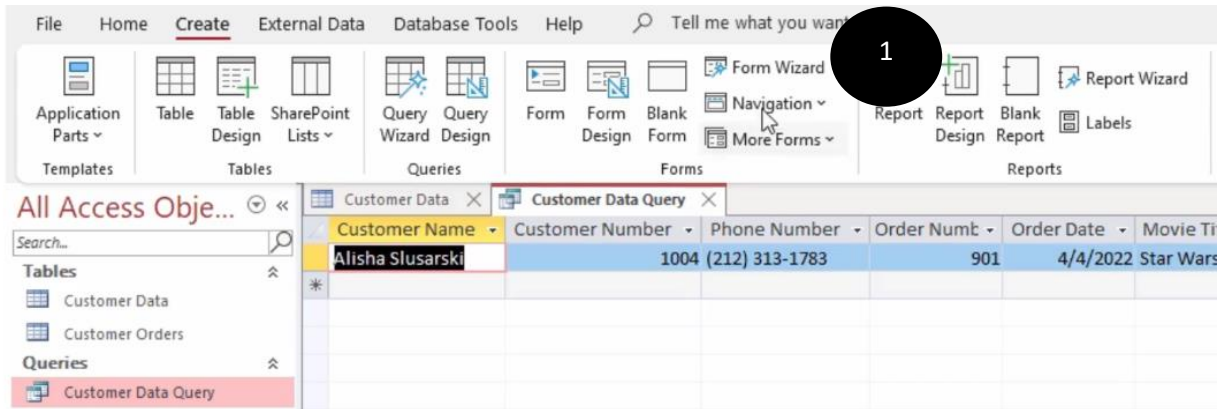 File Home Create External Data Database Tools Help Tell me what you want
1
Form Wizard
Report Wizard
Navigation
Application Parts Table Table Design SharePoint Lists Query Wizard Query Design Form Form Design Blank Form Report Report Design Blank Report Labels
More Forms
Templates Tables Queries Forms Reports
All Access Obje... Customer Data Customer Data Query
Customer Name Customer Number Phone Number Order Numb Order Date Movie Ti
Search...
Alisha Slusarski 1004 (212) 313-1783 901 4/4/2022 Star Wars
Tables
Customer Data
Customer Orders
Queries
Customer Data Query